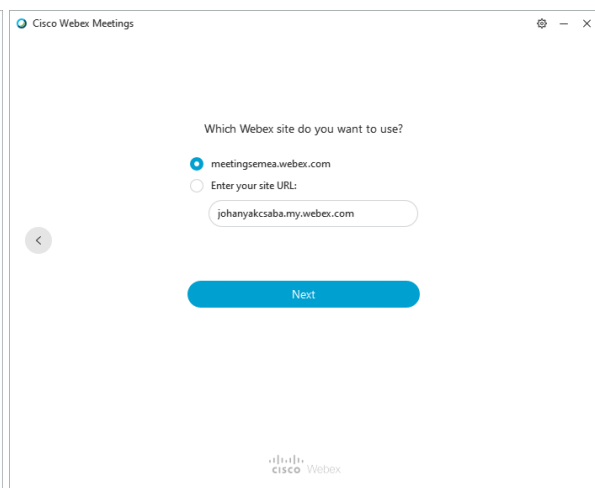 Cisco Webex Meetings
Which Webex site do you want to use?
meetingsemea.webex.com
Enter your site URL:
johanyakcsaba.my.webex.com
Next
cisco Webex